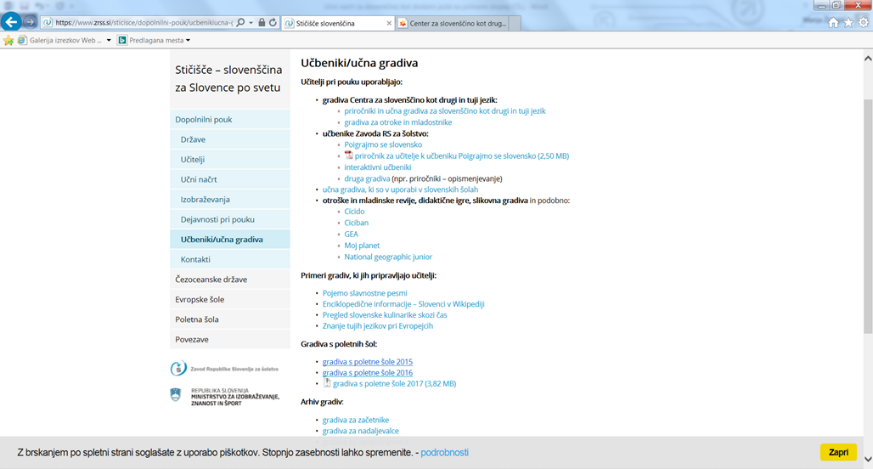 https://www.zrss.si/sticisce/dopolnilni-pouk/ucbenikiucna-g
Stičišče slovenščina
Center za slovenščino kot drug...
Galerija izrezkov Web ...
Predlagana mesta
Stičišče – slovenščina
za Slovence po svetu
Dopolnilni pouk
Države
Učitelji
Učni načrt
Izobraževanja
Dejavnosti pri pouku
Učbeniki/učna gradiva
Kontakti
Čezoceanske države
Evropske šole
Poletna šola
Povezave
Zavod Republike Slovenije za šolstvo
REPUBLIKA SLOVENIJA
MINISTRSTVO ZA IZOBRAŽEVANJE,
ZNANOST IN ŠPORT
Učbeniki/učna gradiva
Učitelji pri pouku uporabljajo:
gradiva Centra za slovenščino kot drugi in tuji jezik:
priročniki in učna gradiva za slovenščino kot drugi in tuji jezik
gradiva za otroke in mladostnike
učbenike Zavoda RS za šolstvo:
Poigrajmo se slovensko
priročnik za učitelje k učbeniku Poigrajmo se slovensko (2,50 MB)
interaktivni učbeniki
druga gradiva (npr. priročniki – opismenjevanje)
učna gradiva, ki so v uporabi v slovenskih šolah
otroške in mladinske revije, didaktične igre, slikovna gradiva in podobno:
Cicido
Ciciban
GEA
Moj planet
National geographic junior
Primeri gradiv, ki jih pripravljajo učitelji:
Pojemo slavnostne pesmi
Enciklopedične informacije – Slovenci v Wikipediji
Pregled slovenske kulinarike skozi čas
Znanje tujih jezikov pri Evropejcih
Gradiva s poletnih šol:
gradiva s poletne šole 2015
gradiva s poletne šole 2016
gradiva s poletne šole 2017 (3,82 MB)
Arhiv gradiv:
gradiva za začetnike
gradiva za nadaljevalce
Z brskanjem po spletni strani soglašate z uporabo piškotkov. Stopnjo zasebnosti lahko spremenite. - podrobnosti
Zapri